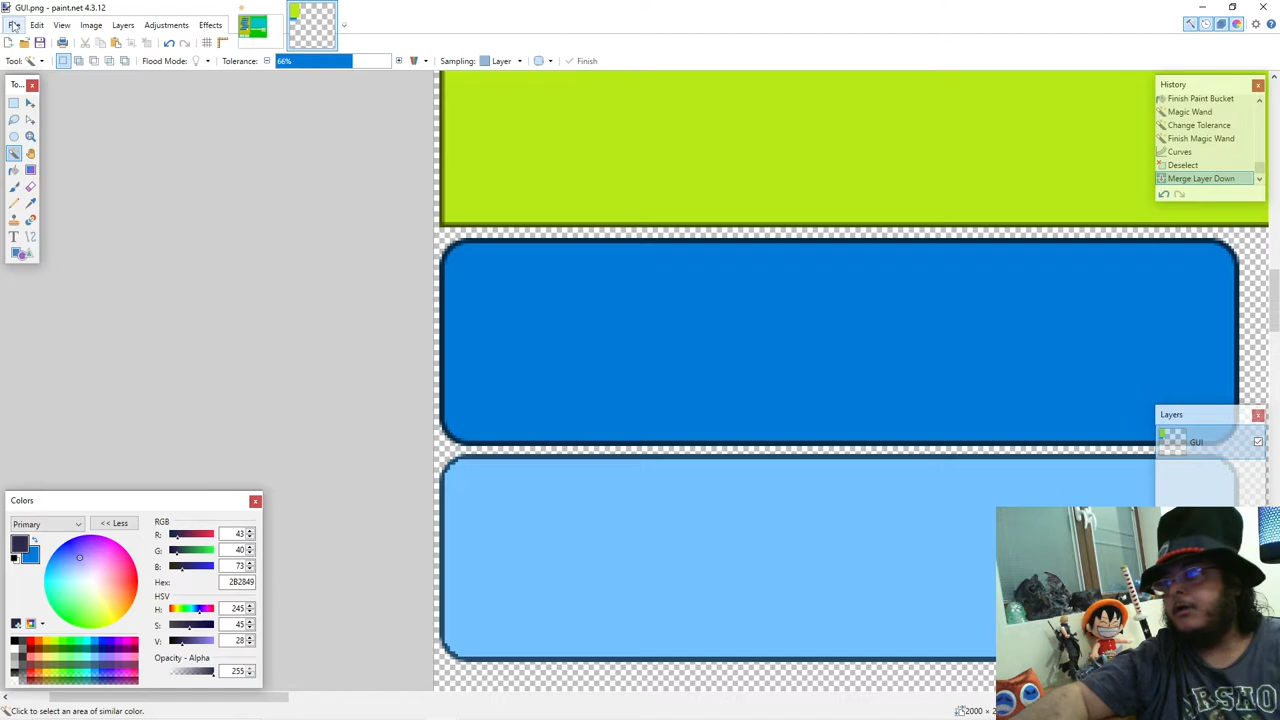 GUI.png - paint.net 4.3.12
File Edit View Image Layers Adjustments Effects
Tool: Flood Mode: Tolerance: 66% Sampling: Layer Finish
To...
History
Finish Paint Bucket
Magic Wand
Change Tolerance
Finish Magic Wand
Curves
Deselect
Merge Layer Down
Layers
GUI
Colors
Primary
<< Less
RGB
R: 43
G: 40
B: 73
Hex: 2B2849
HSV
H: 245
S: 45
V: 28
Opacity - Alpha
255
Click to select an area of similar color.